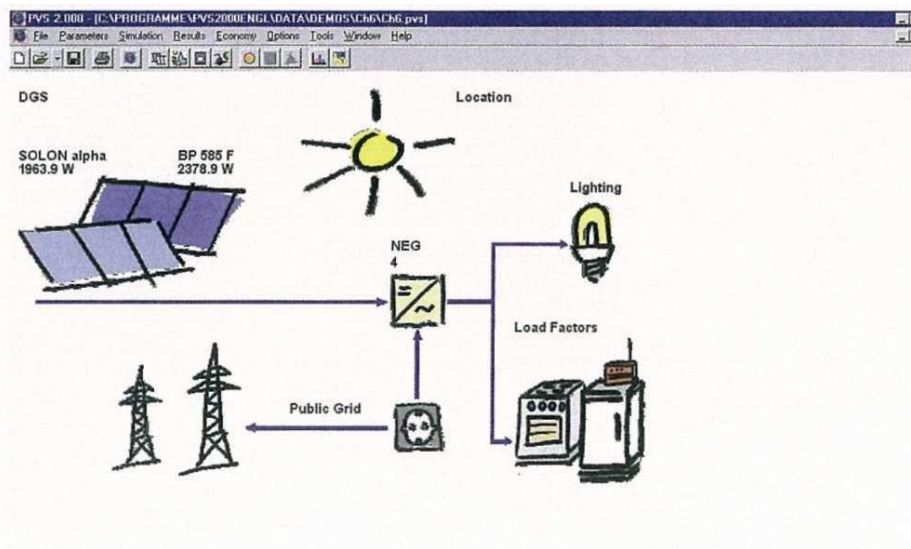 PVS 2.000 - [C:\PROGRAMME\PVS2000ENGL\DATA\DEMOS\Ch6\Ch6.pvs]
File Parameters Simulation Results Economy Options Tools Window Help
DGS
Location
SOLON alpha
1963.9 W
BP 585 F
2378.9 W
Lighting
NEG
4
Load Factors
Public Grid